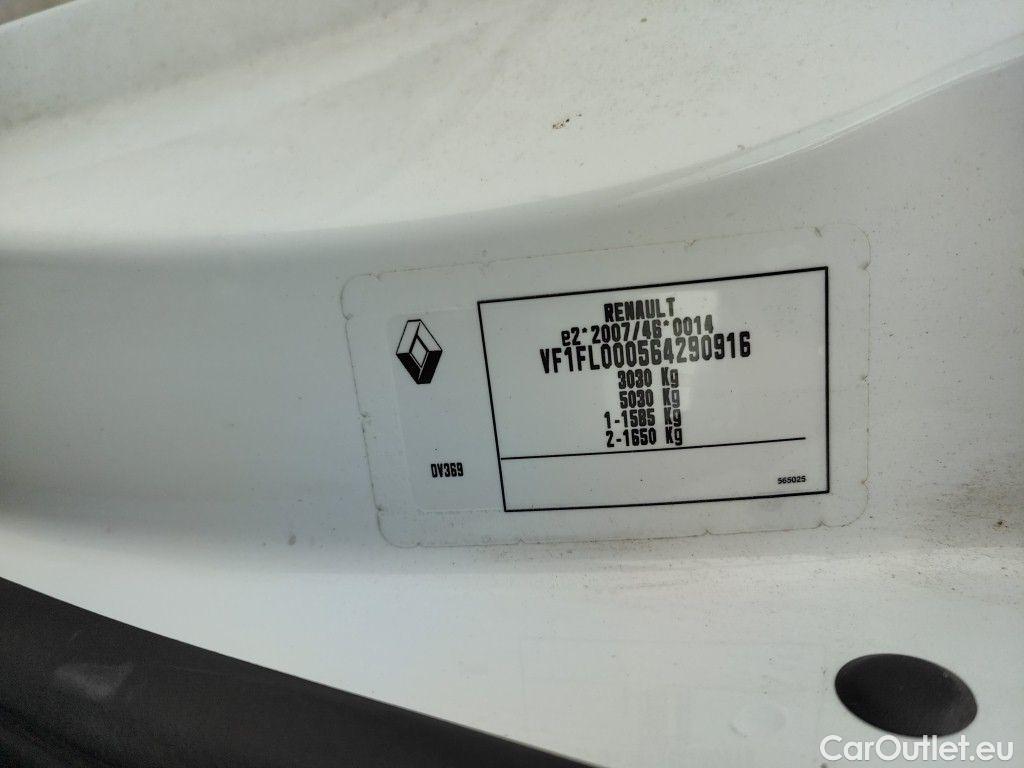 RENAULT
e2*2007/46*0014
VF1FL000564290916
3030 Kg
5030 Kg
1-1585 Kg
2-1650 Kg
DV369
565025
CarOutlet.eu